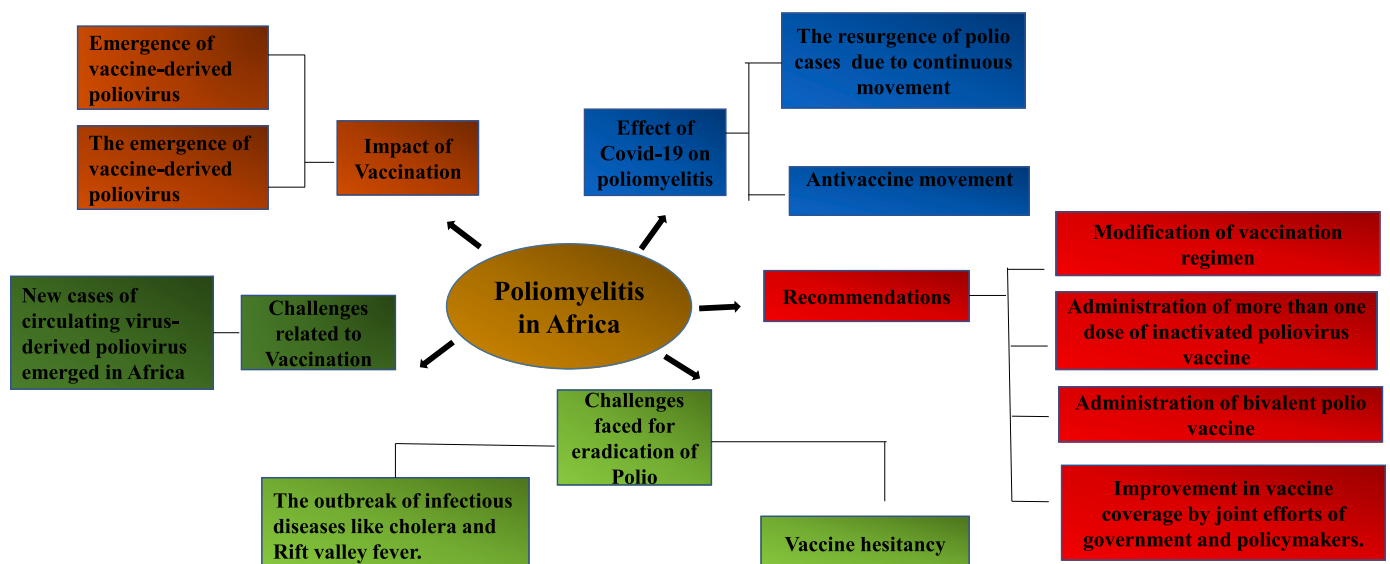 Emergence of
vaccine-derived
poliovirus
The emergence of
vaccine-derived
poliovirus
Impact of
Vaccination
Effect of
Covid-19 on
poliomyelitis
The resurgence of polio
cases due to continuous
movement
Antivaccine movement
New cases of
circulating virus-
derived poliovirus
emerged in Africa
Challenges
related to
Vaccination
Poliomyelitis
in Africa
Recommendations
Modification of vaccination
regimen
Administration of more than one
dose of inactivated poliovirus
vaccine
Administration of bivalent polio
vaccine
Improvement in vaccine
coverage by joint efforts of
government and policymakers.
Challenges
faced for
eradication of
Polio
The outbreak of infectious
diseases like cholera and
Rift valley fever.
Vaccine hesitancy